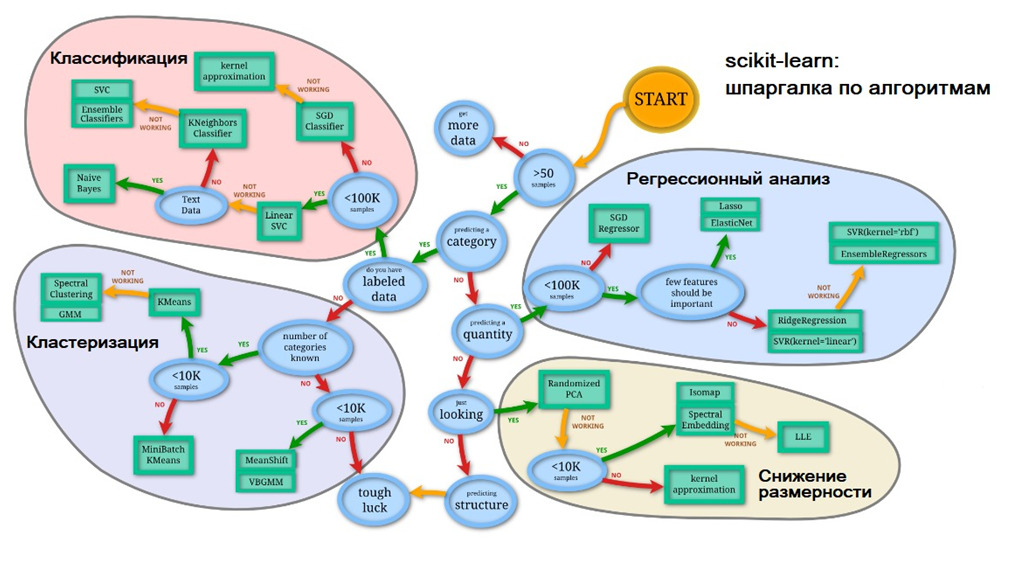 scikit-learn:
шпаргалка по алгоритмам
START
get
more
data
NO
>50
samples
YES
predicting a
category
YES
NO
do you have
labeled
data
YES
NO
Классификация
kernel
approximation
NOT
WORKING
SGD
Classifier
NO
<100K
samples
YES
Linear
SVC
NOT
WORKING
Text
Data
YES
Naive
Bayes
NO
KNeighbors
Classifier
NOT
WORKING
SVC
Ensemble
Classifiers
Регрессионный анализ
predicting a
quantity
YES
NO
<100K
samples
NO
SGD
Regressor
YES
few features
should be
important
YES
Lasso
ElasticNet
NO
RidgeRegression
SVR(kernel='linear')
NOT
WORKING
SVR(kernel='rbf')
EnsembleRegressors
Кластеризация
number of
categories
known
YES
NO
<10K
samples
YES
KMeans
NOT
WORKING
Spectral
Clustering
GMM
NO
MiniBatch
KMeans
<10K
samples
YES
MeanShift
VBGMM
NO
tough
luck
just
looking
YES
NO
predicting
structure
Снижение
размерности
Randomized
PCA
NOT
WORKING
<10K
samples
YES
Isomap
Spectral
Embedding
NOT
WORKING
LLE
NO
kernel
approximation